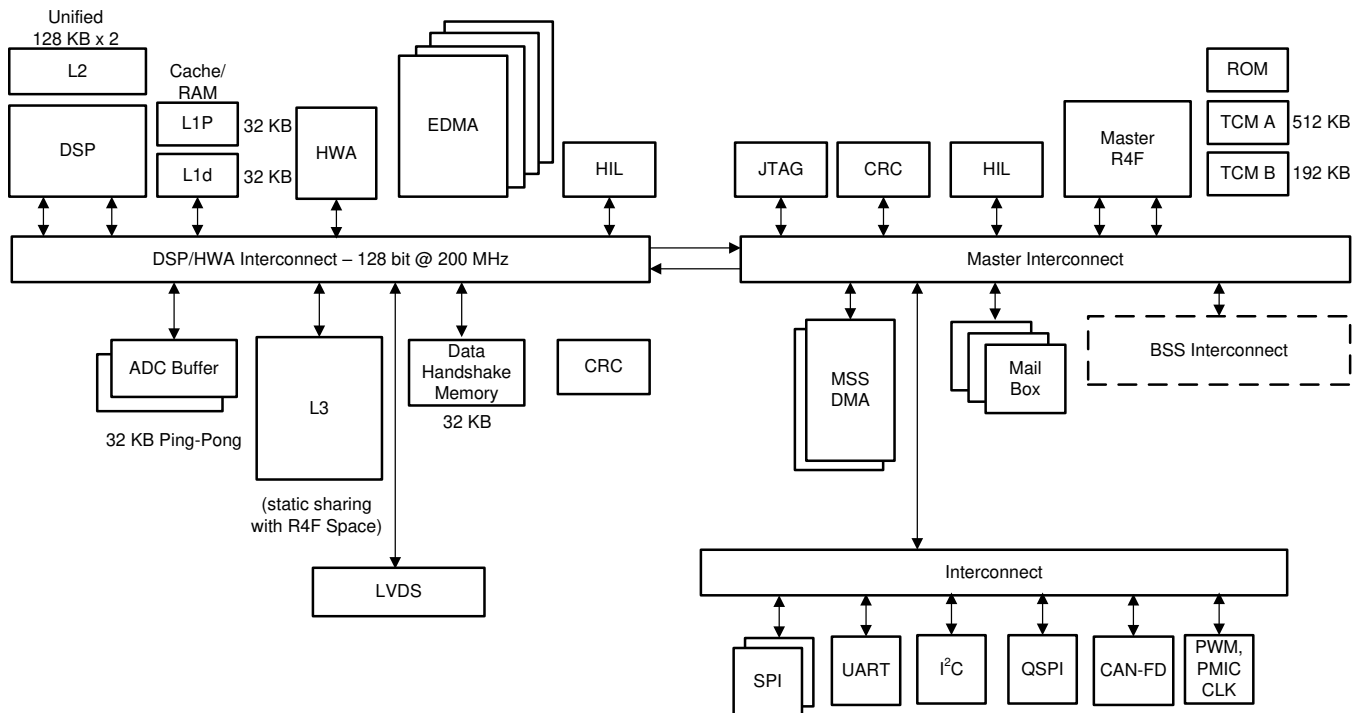 Unified
128 KB x 2
L2
Cache/
RAM
DSP
L1P
32 KB
L1d
32 KB
HWA
EDMA
HIL
JTAG
CRC
HIL
Master
R4F
ROM
TCM A
512 KB
TCM B
192 KB
DSP/HWA Interconnect – 128 bit @ 200 MHz
Master Interconnect
ADC Buffer
32 KB Ping-Pong
L3
(static sharing
with R4F Space)
Data
Handshake
Memory
32 KB
CRC
LVDS
MSS
DMA
Mail
Box
BSS Interconnect
Interconnect
SPI
UART
I²C
QSPI
CAN-FD
PWM,
PMIC
CLK